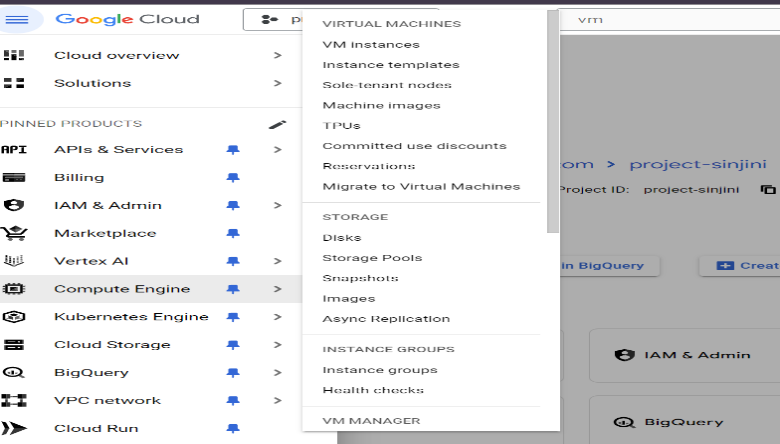 Google Cloud
vm
Cloud overview
Solutions
PINNED PRODUCTS
API APIs & Services
Billing
IAM & Admin
Marketplace
Vertex AI
Compute Engine
Kubernetes Engine
Cloud Storage
BigQuery
VPC network
Cloud Run
VIRTUAL MACHINES
VM instances
Instance templates
Sole-tenant nodes
Machine images
TPUs
Committed use discounts
Reservations
Migrate to Virtual Machines
STORAGE
Disks
Storage Pools
Snapshots
Images
Async Replication
INSTANCE GROUPS
Instance groups
Health checks
VM MANAGER
om > project-sinjini
Project ID: project-sinjini
in BigQuery
Creat
IAM & Admin
BigQuery